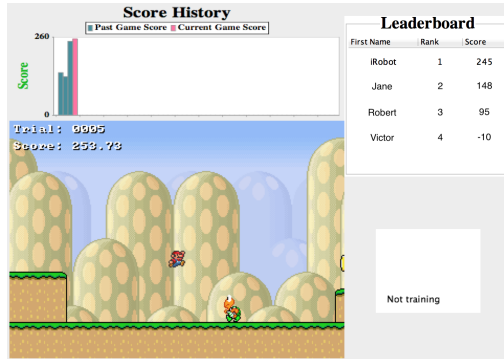 Score History
Past Game Score Current Game Score
260
Score
0
Trial: 0005
Score: 253.73
Leaderboard
First Name Rank Score
iRobot 1 245
Jane 2 148
Robert 3 95
Victor 4 -10
Not training